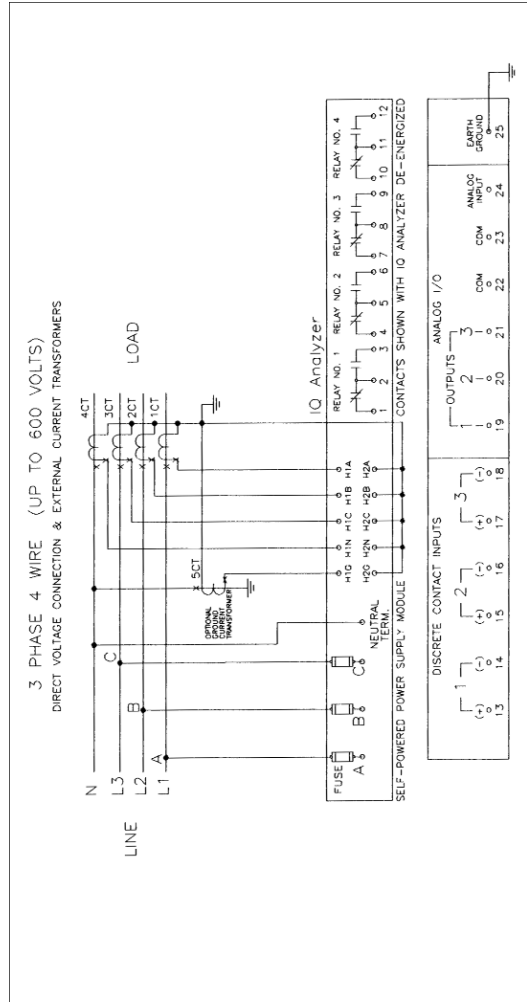 3 PHASE 4 WIRE (UP TO 600 VOLTS)
DIRECT VOLTAGE CONNECTION & EXTERNAL CURRENT TRANSFORMERS
LINE
LOAD
N
L3
L2
L1
4CT
3CT
2CT
1CT
A
B
C
5CT
OPTIONAL
GROUND
CURRENT
TRANSFORMER
IQ Analyzer
FUSE
A
B
C
NEUTRAL
TERM.
H1G H1N H1C H1B H1A
H2G H2N H2C H2B H2A
RELAY NO. 1
RELAY NO. 2
RELAY NO. 3
RELAY NO. 4
1 2 3 4 5 6 7 8 9 10 11 12
SELF-POWERED POWER SUPPLY MODULE
CONTACTS SHOWN WITH IQ ANALYZER DE-ENERGIZED
DISCRETE CONTACT INPUTS
1 2 3
(+) (-) (+) (-) (+) (-)
13 14 15 16 17 18
ANALOG I/O
OUTPUTS
1 2 3
COM
COM
ANALOG
INPUT
19 20 21 22 23 24
EARTH
GROUND
25